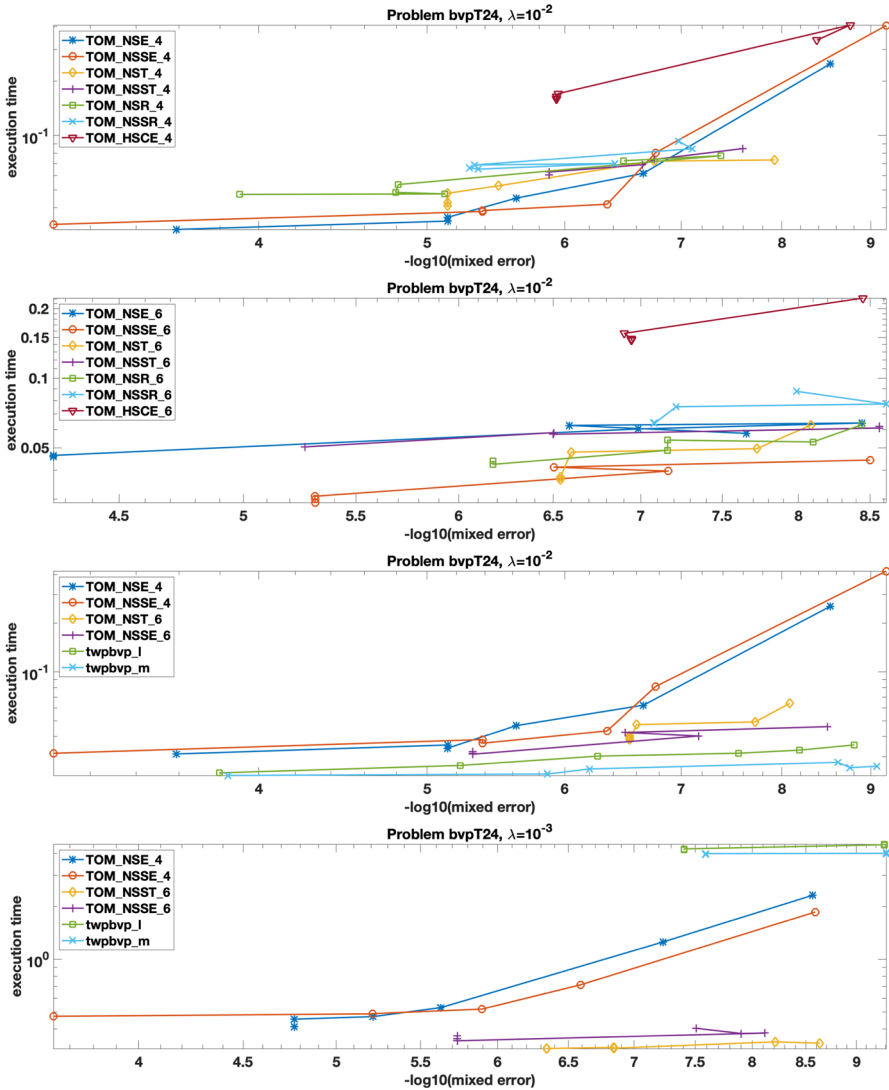 Problem bvpT24, λ=10-2
TOM_NSE_4
TOM_NSSE_4
TOM_NST_4
TOM_NSST_4
TOM_NSR_4
TOM_NSSR_4
TOM_HSCE_4
execution time
10-1
4 5 6 7 8 9
-log10(mixed error)
Problem bvpT24, λ=10-2
TOM_NSE_6
TOM_NSSE_6
TOM_NST_6
TOM_NSST_6
TOM_NSR_6
TOM_NSSR_6
TOM_HSCE_6
execution time
0.2
0.15
0.1
0.05
4.5 5 5.5 6 6.5 7 7.5 8 8.5
-log10(mixed error)
Problem bvpT24, λ=10-2
TOM_NSE_4
TOM_NSSE_4
TOM_NST_6
TOM_NSSE_6
twpbvp_l
twpbvp_m
execution time
10-1
4 5 6 7 8 9
-log10(mixed error)
Problem bvpT24, λ=10-3
TOM_NSE_4
TOM_NSSE_4
TOM_NSST_6
TOM_NSSE_6
twpbvp_l
twpbvp_m
execution time
100
4 5 5.5 6 6.5 7 7.5 8 8.5 9
-log10(mixed error)